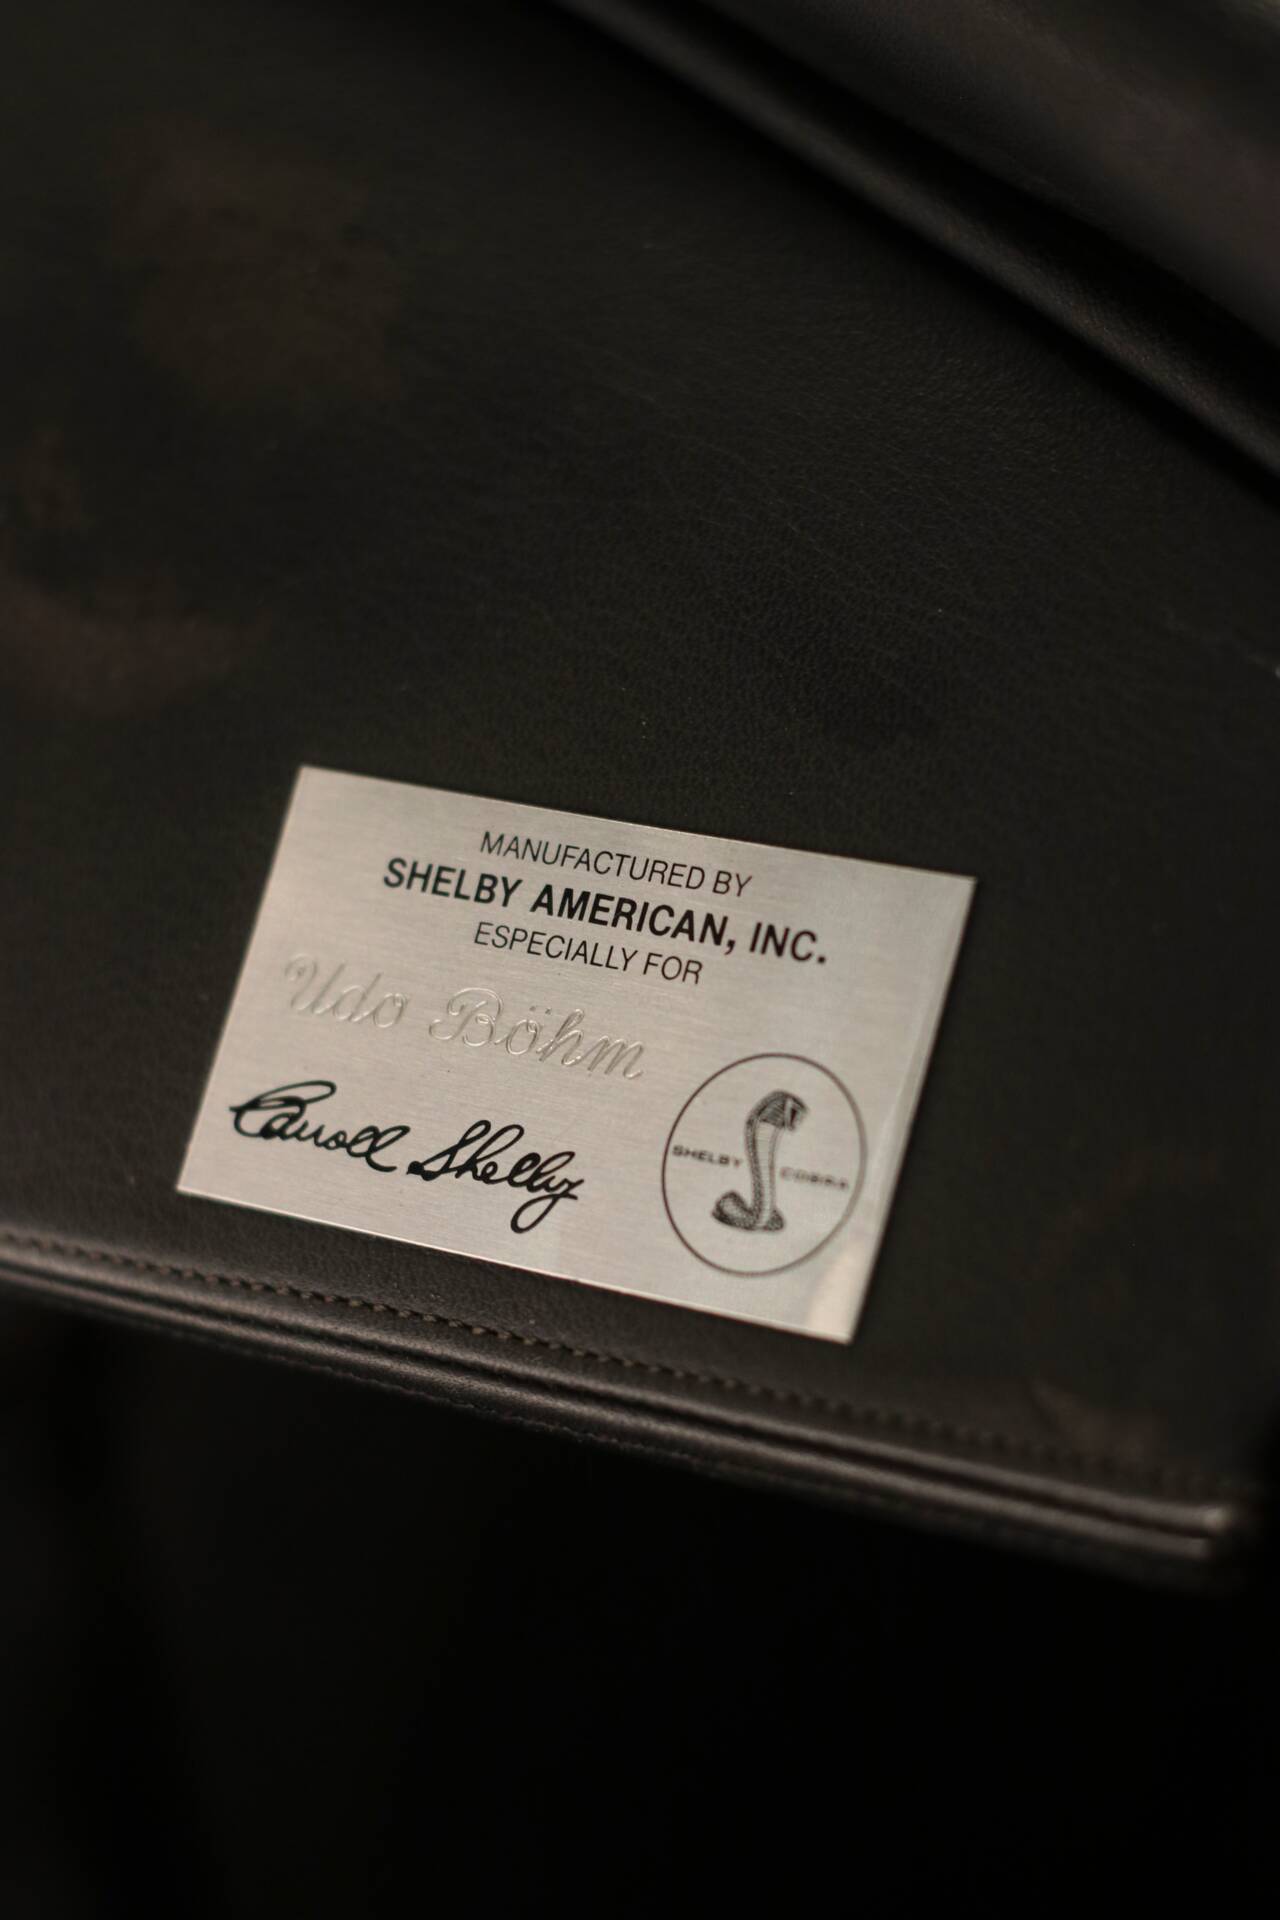 MANUFACTURED BY
SHELBY AMERICAN, INC.
ESPECIALLY FOR
Udo Böhm
Carroll Shelby
SHELBY COBRA